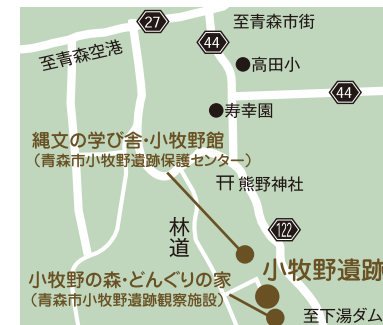 27
至青森市街
44
至青森空港
高田小
44
寿幸園
縄文の学び舎・小牧野館
（青森市小牧野遺跡保護センター）
熊野神社
林道
122
小牧野遺跡
小牧野の森・どんぐりの家
（青森市小牧野遺跡観察施設）
至下湯ダム